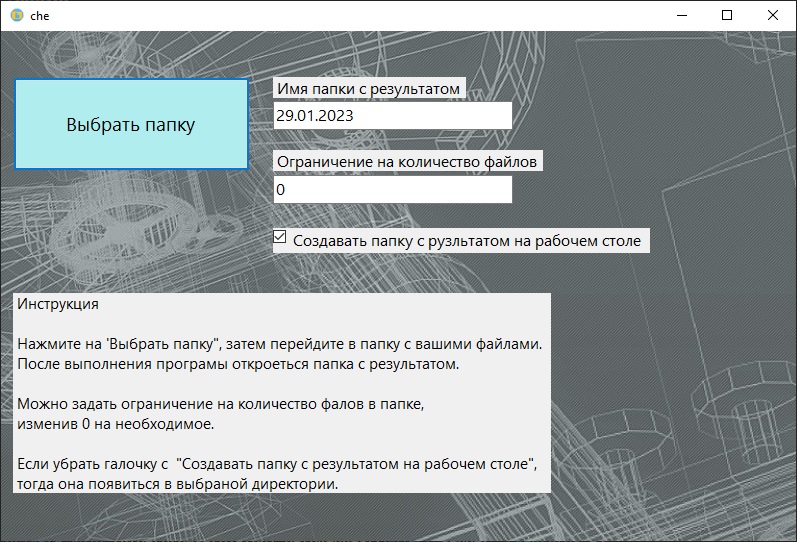 che
Выбрать папку
Имя папки с результатом
29.01.2023
Ограничение на количество файлов
0
Создавать папку с рузльтатом на рабочем столе
Инструкция
Нажмите на 'Выбрать папку", затем перейдите в папку с вашими файлами.
После выполнения програмы откроеться папка с результатом.
Можно задать ограничение на количество фалов в папке,
изменив 0 на необходимое.
Если убрать галочку с  "Создавать папку с результатом на рабочем столе",
тогда она появиться в выбраной директории.